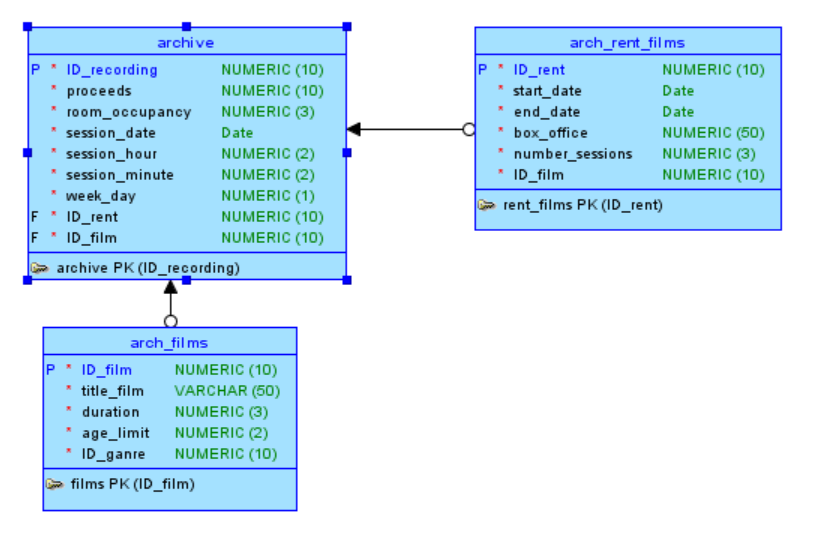 archive
P * ID_recording NUMERIC (10)
* proceeds NUMERIC (10)
* room_occupancy NUMERIC (3)
* session_date Date
* session_hour NUMERIC (2)
* session_minute NUMERIC (2)
* week_day NUMERIC (1)
F * ID_rent NUMERIC (10)
F * ID_film NUMERIC (10)
archive PK (ID_recording)
arch_rent_films
P * ID_rent NUMERIC (10)
* start_date Date
* end_date Date
* box_office NUMERIC (50)
* number_sessions NUMERIC (3)
* ID_film NUMERIC (10)
rent_films PK (ID_rent)
arch_films
P * ID_film NUMERIC (10)
* title_film VARCHAR (50)
* duration NUMERIC (3)
* age_limit NUMERIC (2)
* ID_ganre NUMERIC (10)
films PK (ID_film)